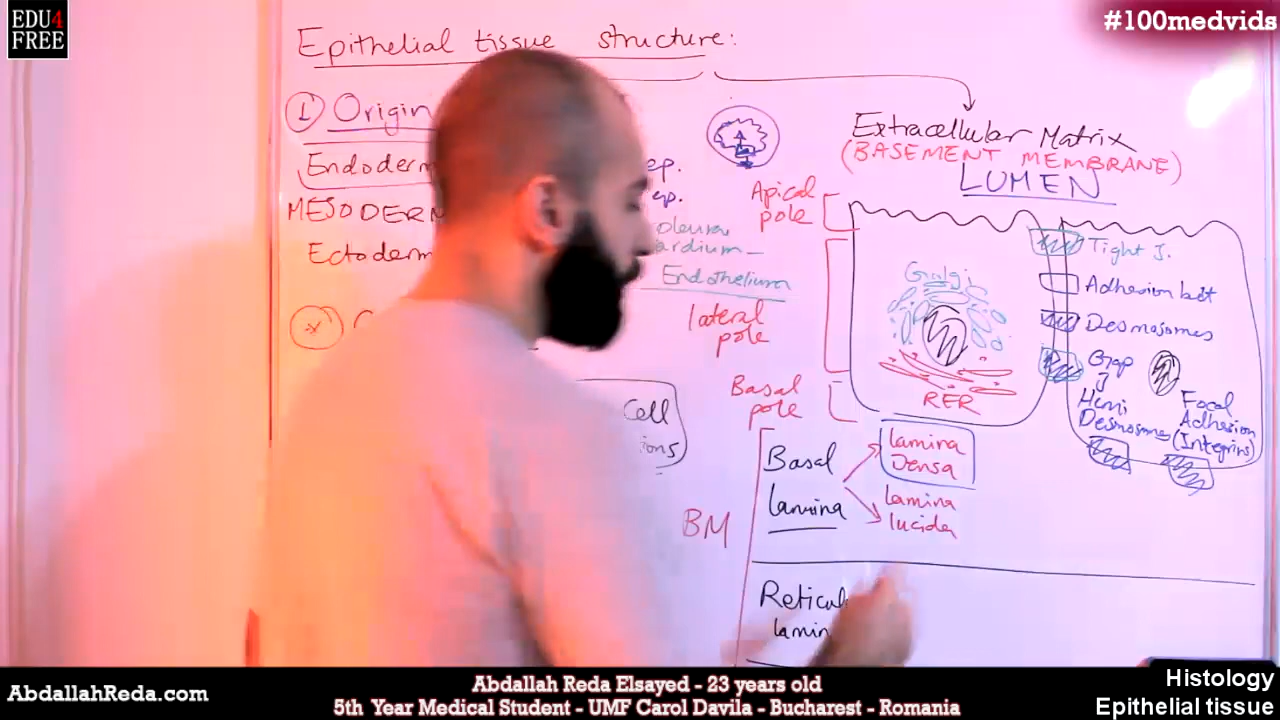 EDU4
FREE
#100medvids
Epithelial tissue structure:
1 Origin
Endoderm
MESODERM
Ectoderm
ep.
ep.
Endothelium
Cell
Extracellular Matrix
(BASEMENT MEMBRANE)
LUMEN
Apical
pole
lateral
pole
Basal
pole
Golgi
RER
Tight J.
Adhesion belt
Desmosomes
Gap
J
Hemi
Desmosme
Focal
Adhesion
(Integrins)
BM
Basal
lamina
lamina
Densa
lamina
lucida
Reticul
lamin
AbdallahReda.com
Abdallah Reda Elsayed - 23 years old
5th Year Medical Student - UMF Carol Davila - Bucharest - Romania
Histology
Epithelial tissue